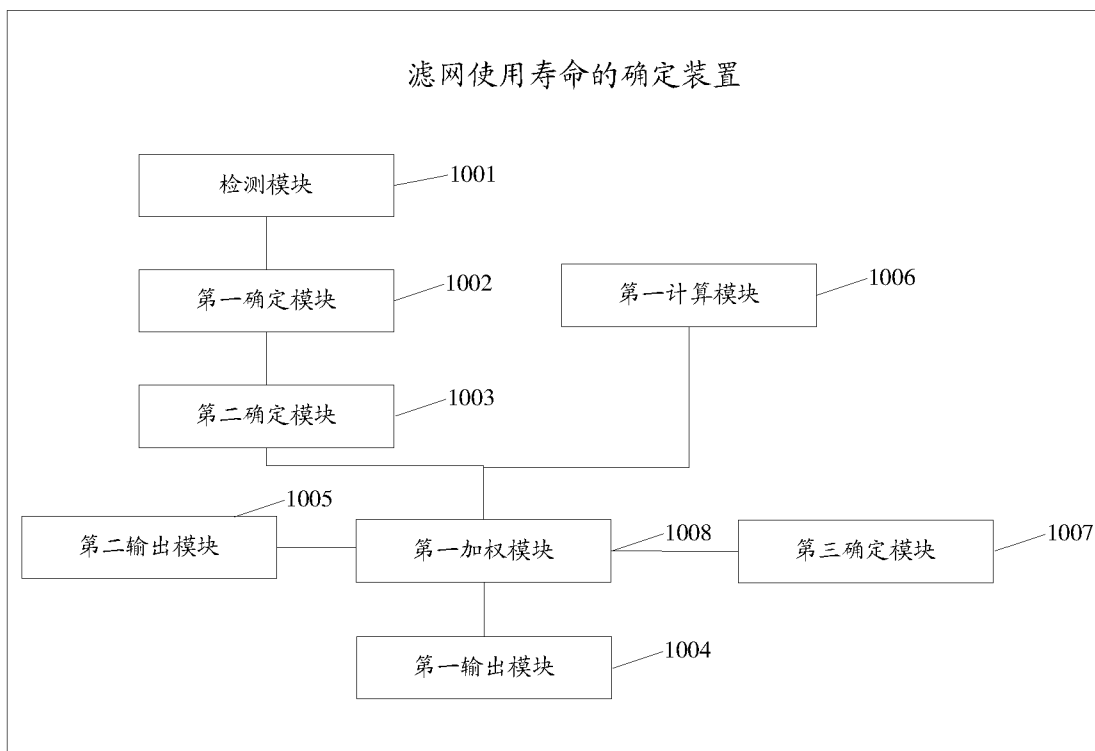 滤网使用寿命的确定装置
检测模块
1001
第一确定模块
1002
第一计算模块
1006
第二确定模块
1003
第二输出模块
1005
第一加权模块
1008
第三确定模块
1007
第一输出模块
1004